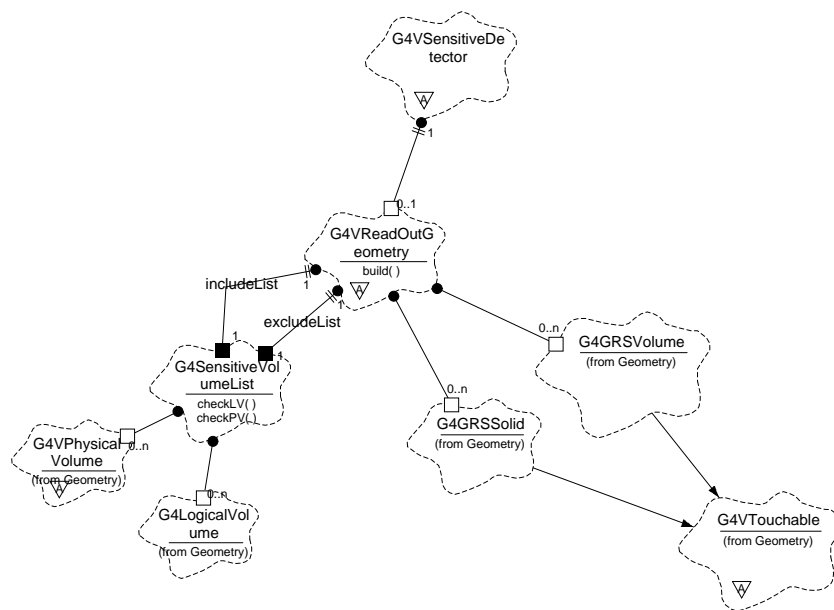 G4VSensitiveDe
tector
A
1
0..1
G4VReadOutG
eometry
build( )
A
1
includeList
1
excludeList
1
1
G4SensitiveVol
umeList
checkLV( )
checkPV( )
0..n
G4GRSVolume
(from Geometry)
0..n
G4GRSSolid
(from Geometry)
0..n
G4VPhysical
Volume
(from Geometry)
A
0..n
G4LogicalVol
ume
(from Geometry)
G4VTouchable
(from Geometry)
A